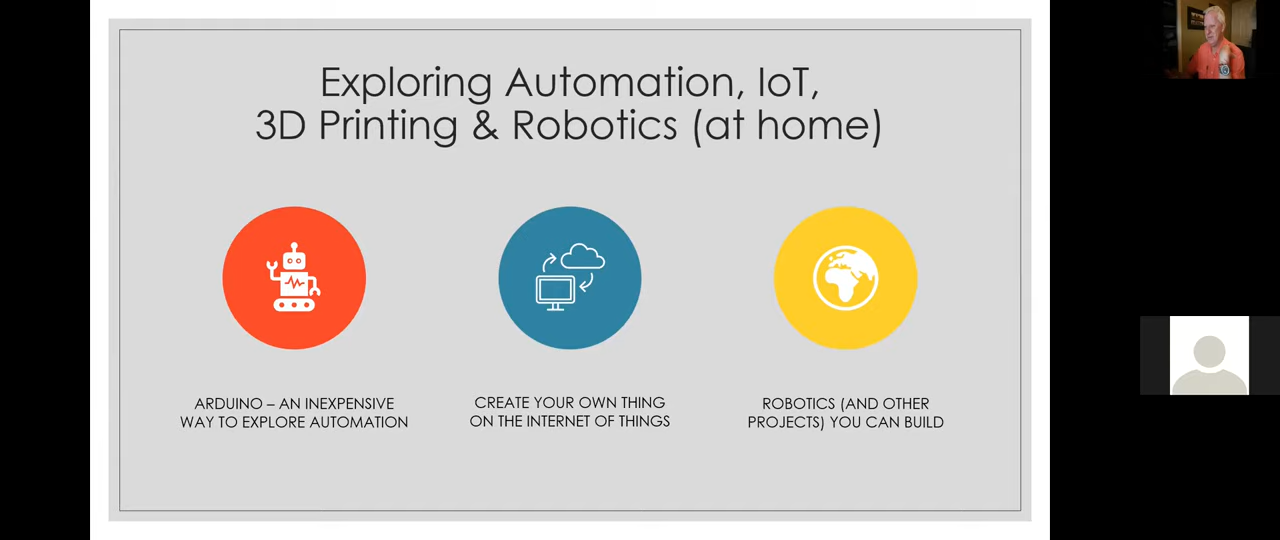 Exploring Automation, IoT,
3D Printing & Robotics (at home)
ARDUINO – AN INEXPENSIVE
WAY TO EXPLORE AUTOMATION
CREATE YOUR OWN THING
ON THE INTERNET OF THINGS
ROBOTICS (AND OTHER
PROJECTS) YOU CAN BUILD